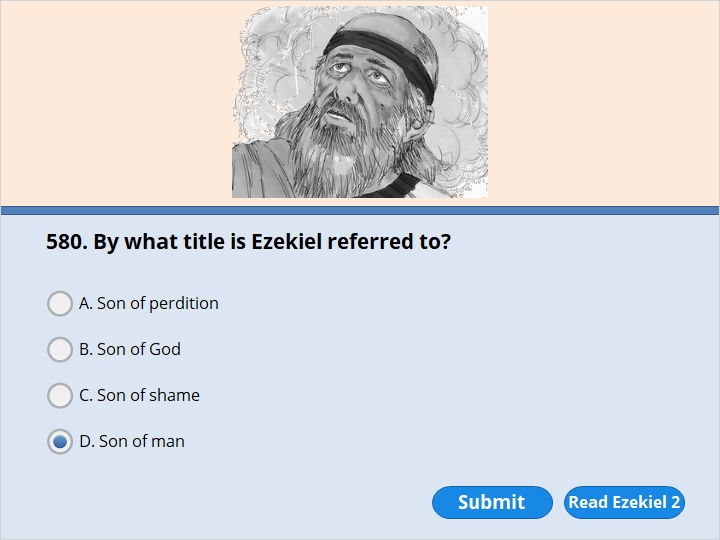 580. By what title is Ezekiel referred to?
A. Son of perdition
B. Son of God
C. Son of shame
D. Son of man
Submit
Read Ezekiel 2